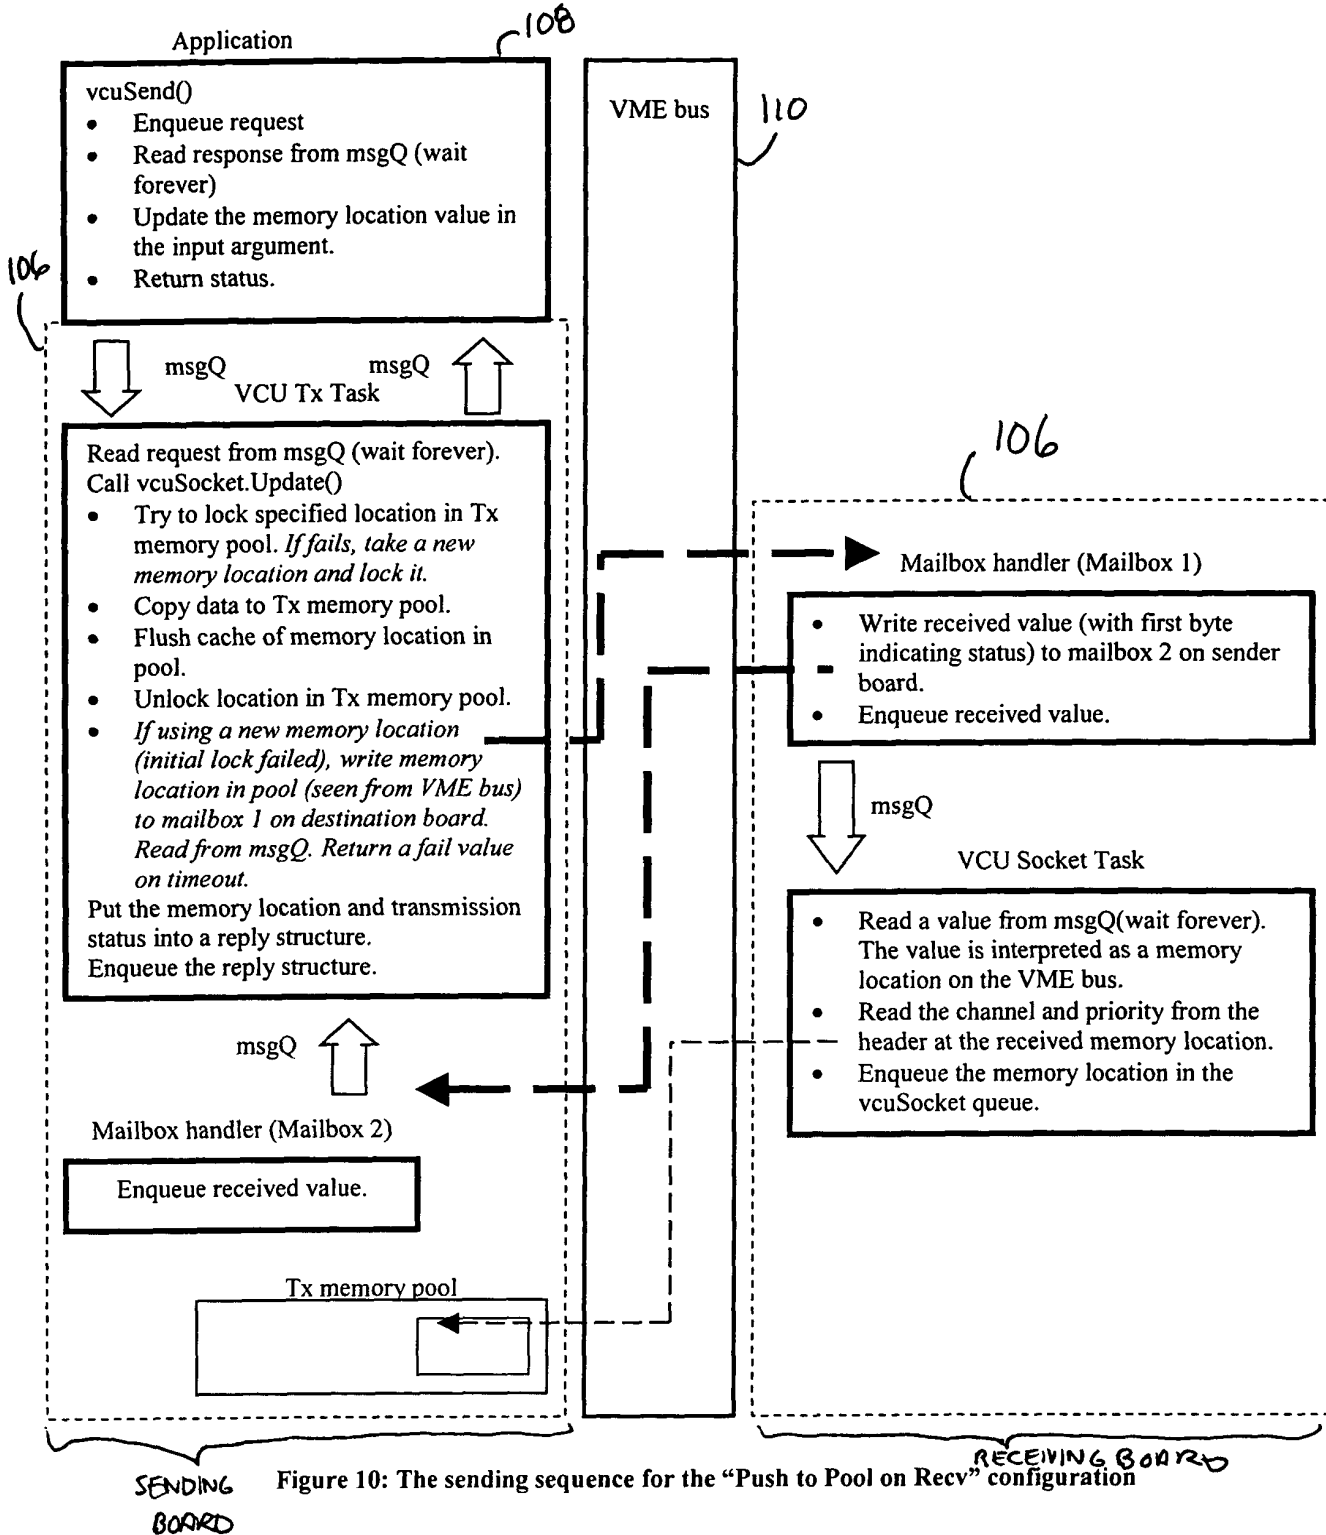 108
Application
vcuSend()
• Enqueue request
• Read response from msgQ (wait
forever)
• Update the memory location value in
the input argument.
• Return status.
VME bus
110
106
msgQ
msgQ
VCU Tx Task
Read request from msgQ (wait forever).
Call vcuSocket.Update()
• Try to lock specified location in Tx
memory pool. If fails, take a new
memory location and lock it.
• Copy data to Tx memory pool.
• Flush cache of memory location in
pool.
• Unlock location in Tx memory pool.
• If using a new memory location
(initial lock failed), write memory
location in pool (seen from VME bus)
to mailbox 1 on destination board.
Read from msgQ. Return a fail value
on timeout.
Put the memory location and transmission
status into a reply structure.
Enqueue the reply structure.
msgQ
Mailbox handler (Mailbox 2)
Enqueue received value.
Tx memory pool
106
Mailbox handler (Mailbox 1)
• Write received value (with first byte
indicating status) to mailbox 2 on sender
board.
• Enqueue received value.
msgQ
VCU Socket Task
• Read a value from msgQ(wait forever).
The value is interpreted as a memory
location on the VME bus.
• Read the channel and priority from the
header at the received memory location.
• Enqueue the memory location in the
vcuSocket queue.
SENDING
BOARD
RECEIVING BOARD
Figure 10: The sending sequence for the “Push to Pool on Recv” configuration